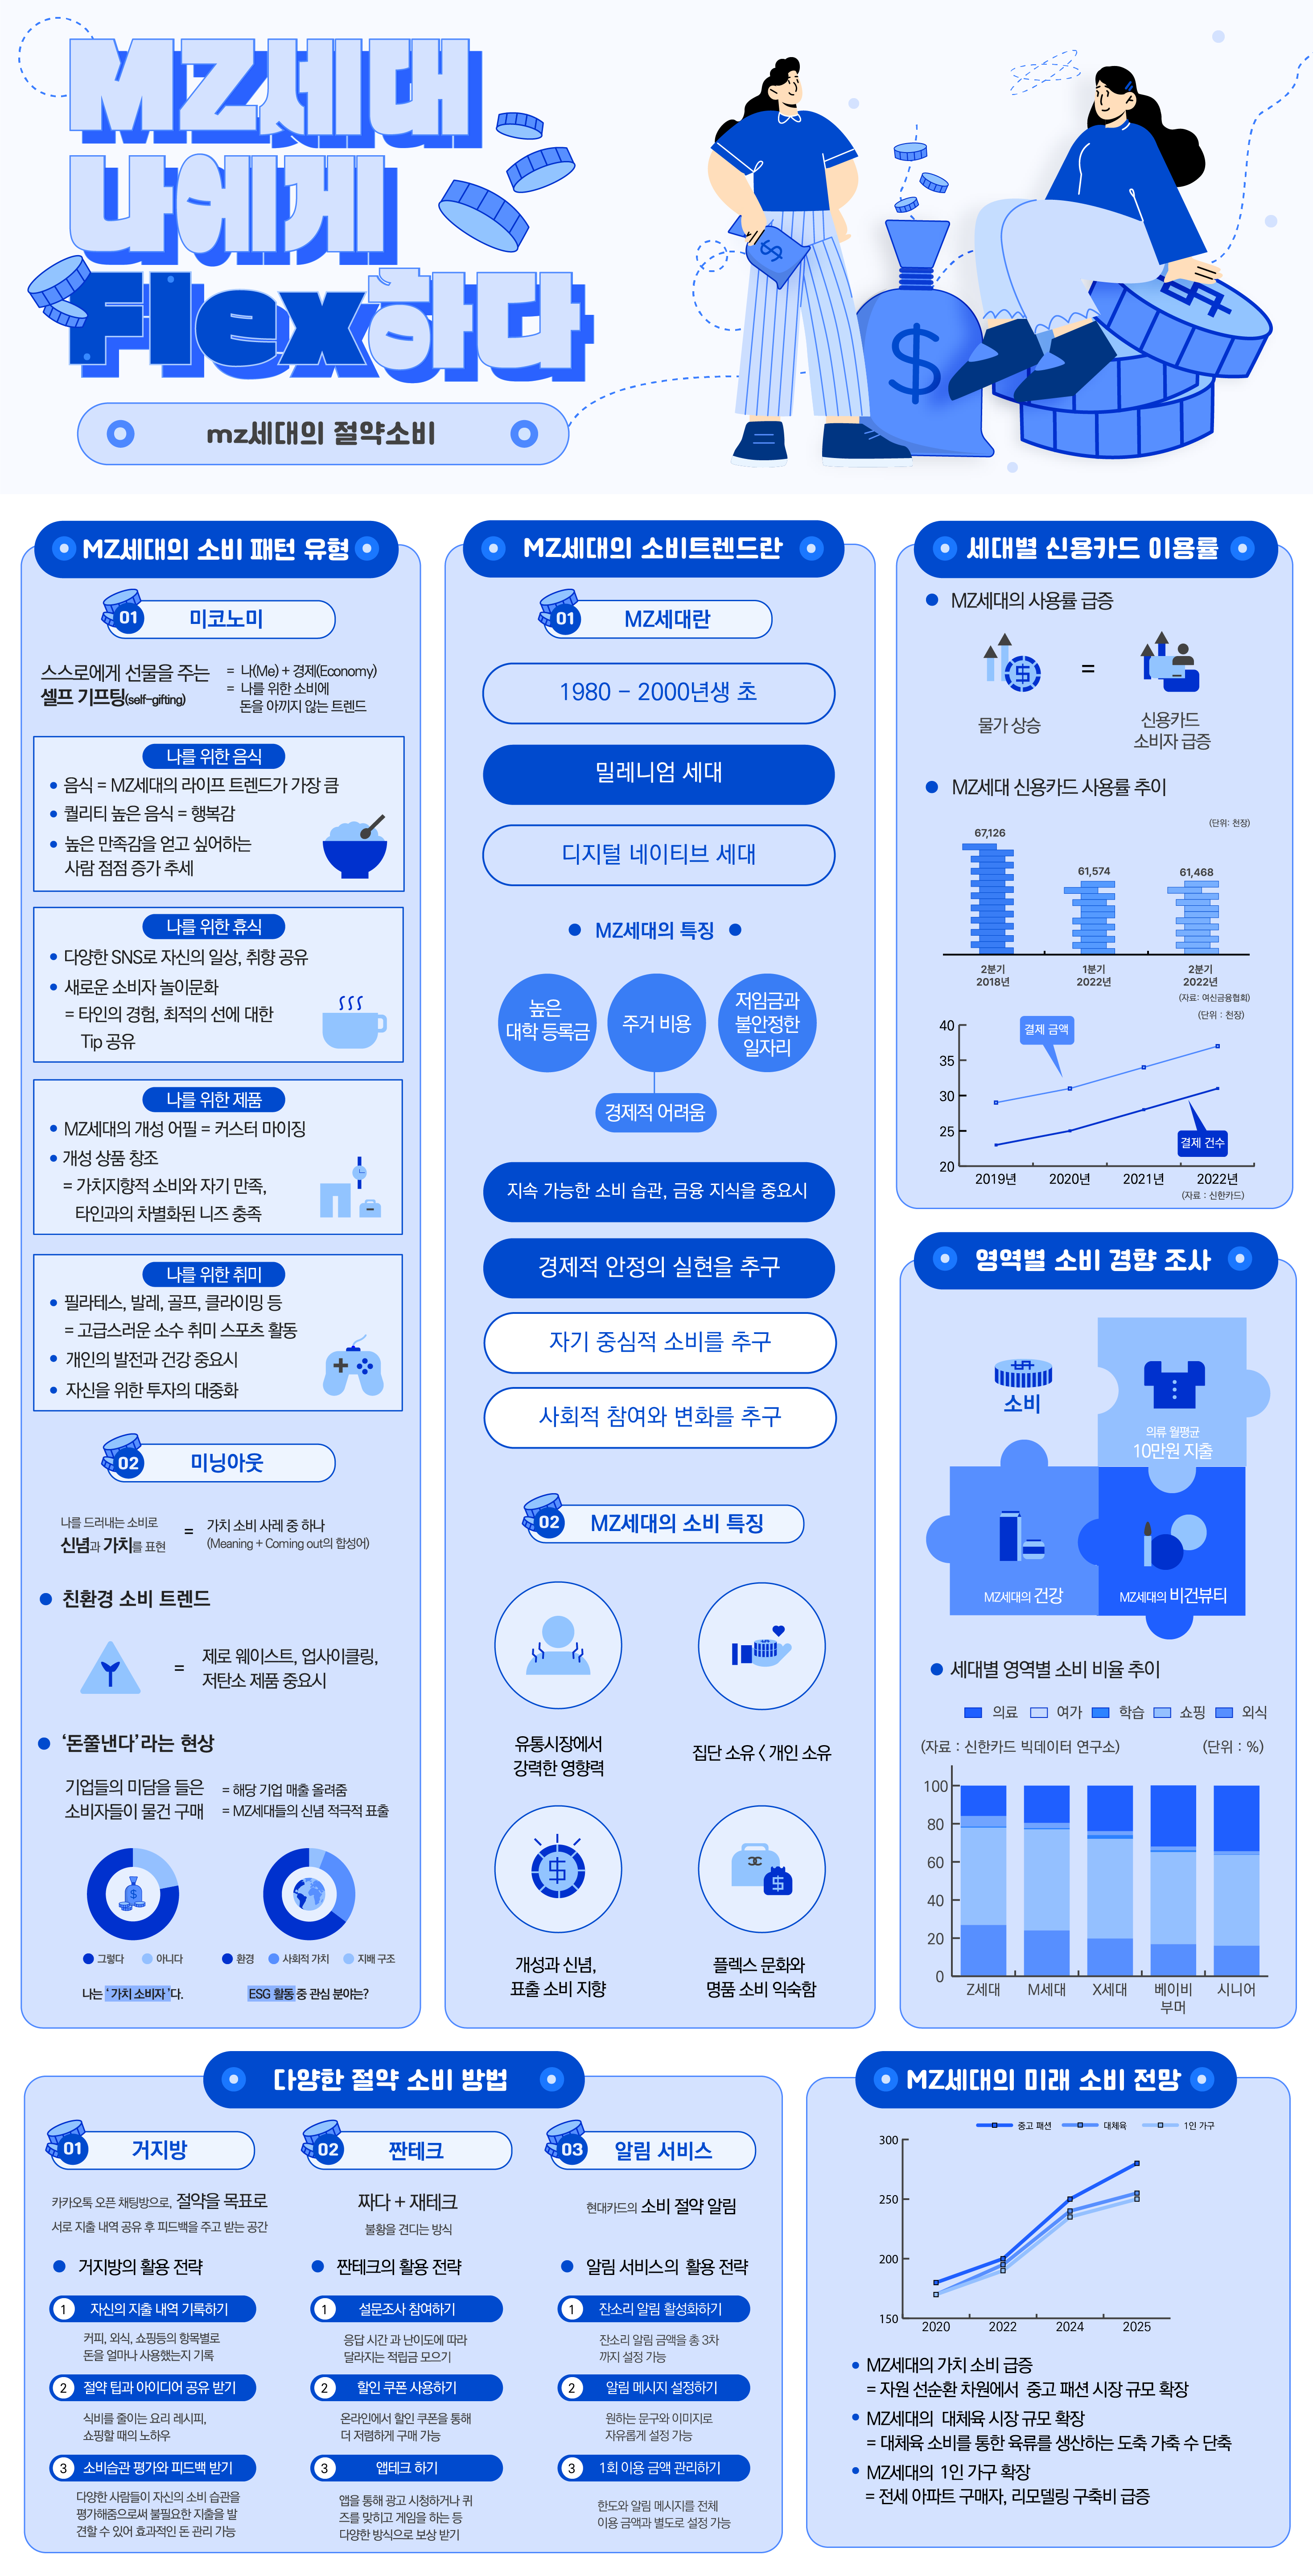 MZ세대
나에게
Flex하다
mz세대의 절약소비
MZ세대의 소비 패턴 유형
01 미코노미
스스로에게 선물을 주는
셀프 기프팅(self-gifting)
= 나(Me) + 경제(Economy)
= 나를 위한 소비에
돈을 아끼지 않는 트렌드
나를 위한 음식
• 음식 = MZ세대의 라이프 트렌드가 가장 큼
• 퀄리티 높은 음식 = 행복감
• 높은 만족감을 얻고 싶어하는
사람 점점 증가 추세
나를 위한 휴식
• 다양한 SNS로 자신의 일상, 취향 공유
• 새로운 소비자 놀이문화
= 타인의 경험, 최적의 선에 대한
Tip 공유
나를 위한 제품
• MZ세대의 개성 어필 = 커스터 마이징
• 개성 상품 창조
= 가치지향적 소비와 자기 만족,
타인과의 차별화된 니즈 충족
나를 위한 취미
• 필라테스, 발레, 골프, 클라이밍 등
= 고급스러운 소수 취미 스포츠 활동
• 개인의 발전과 건강 중요시
• 자신을 위한 투자의 대중화
02 미닝아웃
나를 드러내는 소비로
신념과 가치를 표현
=
가치 소비 사례 중 하나
(Meaning + Coming out의 합성어)
• 친환경 소비 트렌드
=
제로 웨이스트, 업사이클링,
저탄소 제품 중요시
• ‘돈쭐낸다’라는 현상
기업들의 미담을 들은
소비자들이 물건 구매
= 해당 기업 매출 올려줌
= MZ세대들의 신념 적극적 표출
그렇다 아니다
나는 ‘가치 소비자’다.
환경 사회적 가치 지배 구조
ESG 활동 중 관심 분야는?
MZ세대의 소비트렌드란
01 MZ세대란
1980 - 2000년생 초
밀레니엄 세대
디지털 네이티브 세대
• MZ세대의 특징 •
높은
대학 등록금
주거 비용
저임금과
불안정한
일자리
경제적 어려움
지속 가능한 소비 습관, 금융 지식을 중요시
경제적 안정의 실현을 추구
자기 중심적 소비를 추구
사회적 참여와 변화를 추구
02 MZ세대의 소비 특징
유통시장에서
강력한 영향력
집단 소유 < 개인 소유
개성과 신념,
표출 소비 지향
플렉스 문화와
명품 소비 익숙함
세대별 신용카드 이용률
• MZ세대의 사용률 급증
물가 상승
=
신용카드
소비자 급증
• MZ세대 신용카드 사용률 추이
(단위: 천장)
67,126
61,574
61,468
2분기
2018년
1분기
2022년
2분기
2022년
(자료: 여신금융협회)
(단위 : 천장)
40
35
30
25
20
결제 금액
결제 건수
2019년 2020년 2021년 2022년
(자료 : 신한카드)
영역별 소비 경향 조사
소비
의류 월평균
10만원 지출
MZ세대의 건강
MZ세대의 비건뷰티
• 세대별 영역별 소비 비율 추이
의료 여가 학습 쇼핑 외식
(자료 : 신한카드 빅데이터 연구소) (단위 : %)
100
80
60
40
20
0
Z세대 M세대 X세대 베이비 시니어
부머
다양한 절약 소비 방법
01 거지방
카카오톡 오픈 채팅방으로, 절약을 목표로
서로 지출 내역 공유 후 피드백을 주고 받는 공간
• 거지방의 활용 전략
1 자신의 지출 내역 기록하기
커피, 외식, 쇼핑등의 항목별로
돈을 얼마나 사용했는지 기록
2 절약 팁과 아이디어 공유 받기
식비를 줄이는 요리 레시피,
쇼핑할 때의 노하우
3 소비습관 평가와 피드백 받기
다양한 사람들이 자신의 소비 습관을
평가해줌으로써 불필요한 지출을 발
견할 수 있어 효과적인 돈 관리 가능
02 짠테크
짜다 + 재테크
불황을 견디는 방식
• 짠테크의 활용 전략
1 설문조사 참여하기
응답 시간 과 난이도에 따라
달라지는 적립금 모으기
2 할인 쿠폰 사용하기
온라인에서 할인 쿠폰을 통해
더 저렴하게 구매 가능
3 앱테크 하기
앱을 통해 광고 시청하거나 퀴
즈를 맞히고 게임을 하는 등
다양한 방식으로 보상 받기
03 알림 서비스
현대카드의 소비 절약 알림
• 알림 서비스의 활용 전략
1 잔소리 알림 활성화하기
잔소리 알림 금액을 총 3차
까지 설정 가능
2 알림 메시지 설정하기
원하는 문구와 이미지로
자유롭게 설정 가능
3 1회 이용 금액 관리하기
한도와 알림 메시지를 전체
이용 금액과 별도로 설정 가능
MZ세대의 미래 소비 전망
중고 패션 대체육 1인 가구
300
250
200
150
2020 2022 2024 2025
• MZ세대의 가치 소비 급증
= 자원 선순환 차원에서 중고 패션 시장 규모 확장
• MZ세대의 대체육 시장 규모 확장
= 대체육 소비를 통한 육류를 생산하는 도축 가축 수 단축
• MZ세대의 1인 가구 확장
= 전세 아파트 구매자, 리모델링 구축비 급증